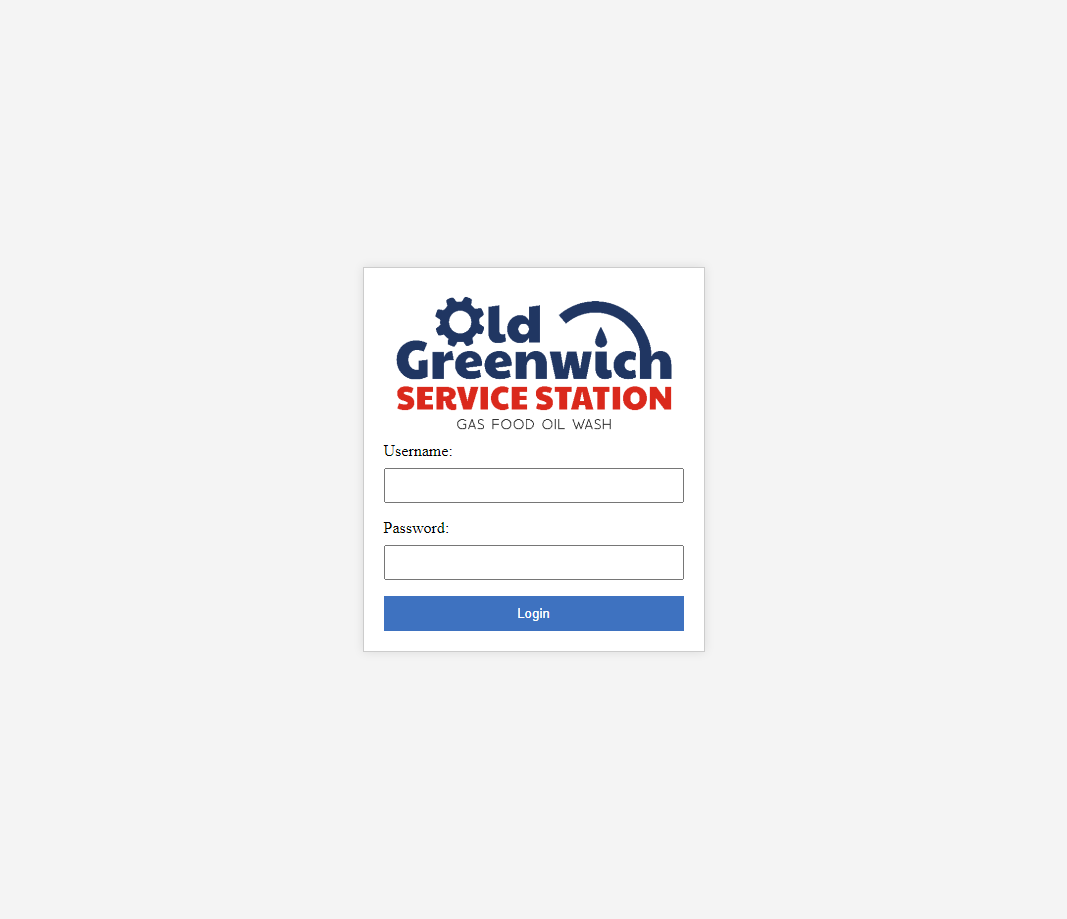 Old
Greenwich
SERVICE STATION
GAS FOOD OIL WASH
Username:
Password:
Login